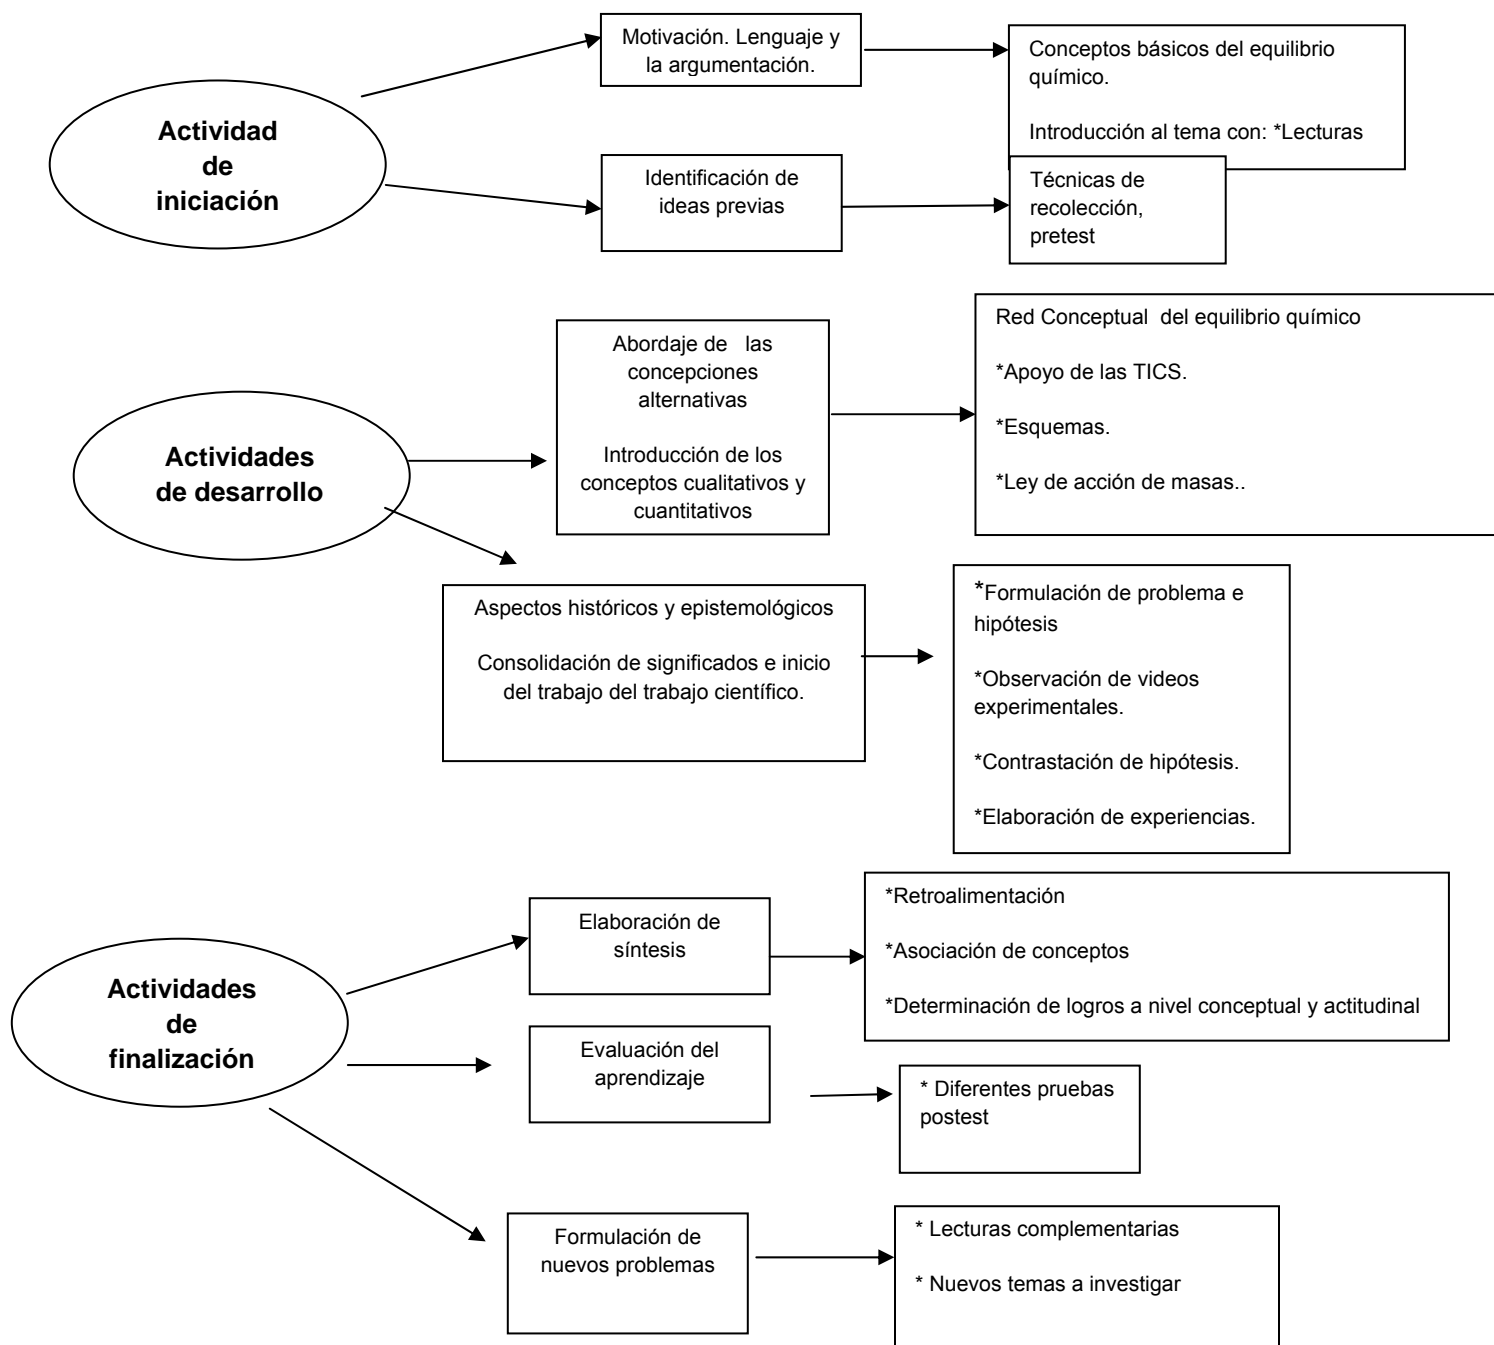 Actividad
de
iniciación
Motivación. Lenguaje y
la argumentación.
Conceptos básicos del equilibrio
químico.
Introducción al tema con: *Lecturas
Identificación de
ideas previas
Técnicas de
recolección,
pretest
Actividades
de desarrollo
Abordaje de las
concepciones
alternativas
Introducción de los
conceptos cualitativos y
cuantitativos
Red Conceptual del equilibrio químico
*Apoyo de las TICS.
*Esquemas.
*Ley de acción de masas..
Aspectos históricos y epistemológicos
Consolidación de significados e inicio
del trabajo del trabajo científico.
*Formulación de problema e
hipótesis
*Observación de videos
experimentales.
*Contrastación de hipótesis.
*Elaboración de experiencias.
Actividades
de
finalización
Elaboración de
síntesis
*Retroalimentación
*Asociación de conceptos
*Determinación de logros a nivel conceptual y actitudinal
Evaluación del
aprendizaje
* Diferentes pruebas
postest
Formulación de
nuevos problemas
* Lecturas complementarias
* Nuevos temas a investigar